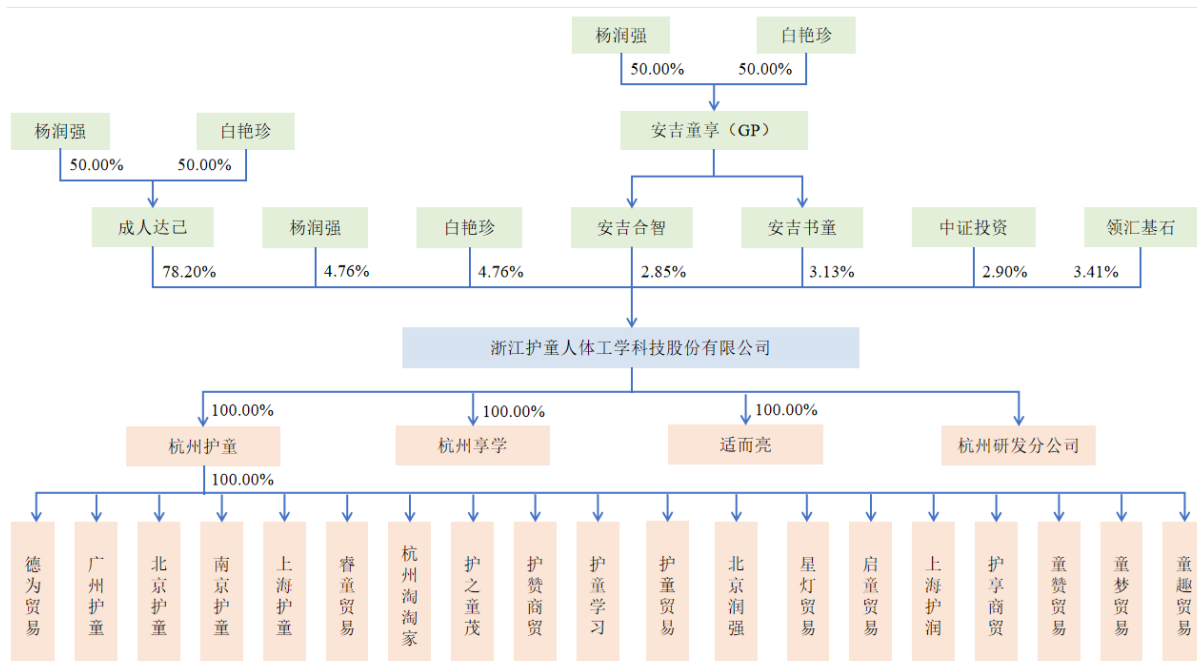 杨润强
白艳珍
50.00%
50.00%
安吉童享（GP）
杨润强
白艳珍
50.00%
50.00%
成人达己
杨润强
白艳珍
安吉合智
安吉书童
中证投资
领汇基石
78.20%
4.76%
4.76%
2.85%
3.13%
2.90%
3.41%
浙江护童人体工学科技股份有限公司
100.00%
100.00%
100.00%
杭州护童
杭州享学
适而亮
杭州研发分公司
100.00%
德为贸易
广州护童
北京护童
南京护童
上海护童
睿童贸易
杭州淘淘家
护之童茂
护赞商贸
护童学习
护童贸易
北京润强
星灯贸易
启童贸易
上海护润
护享商贸
童赞贸易
童梦贸易
童趣贸易